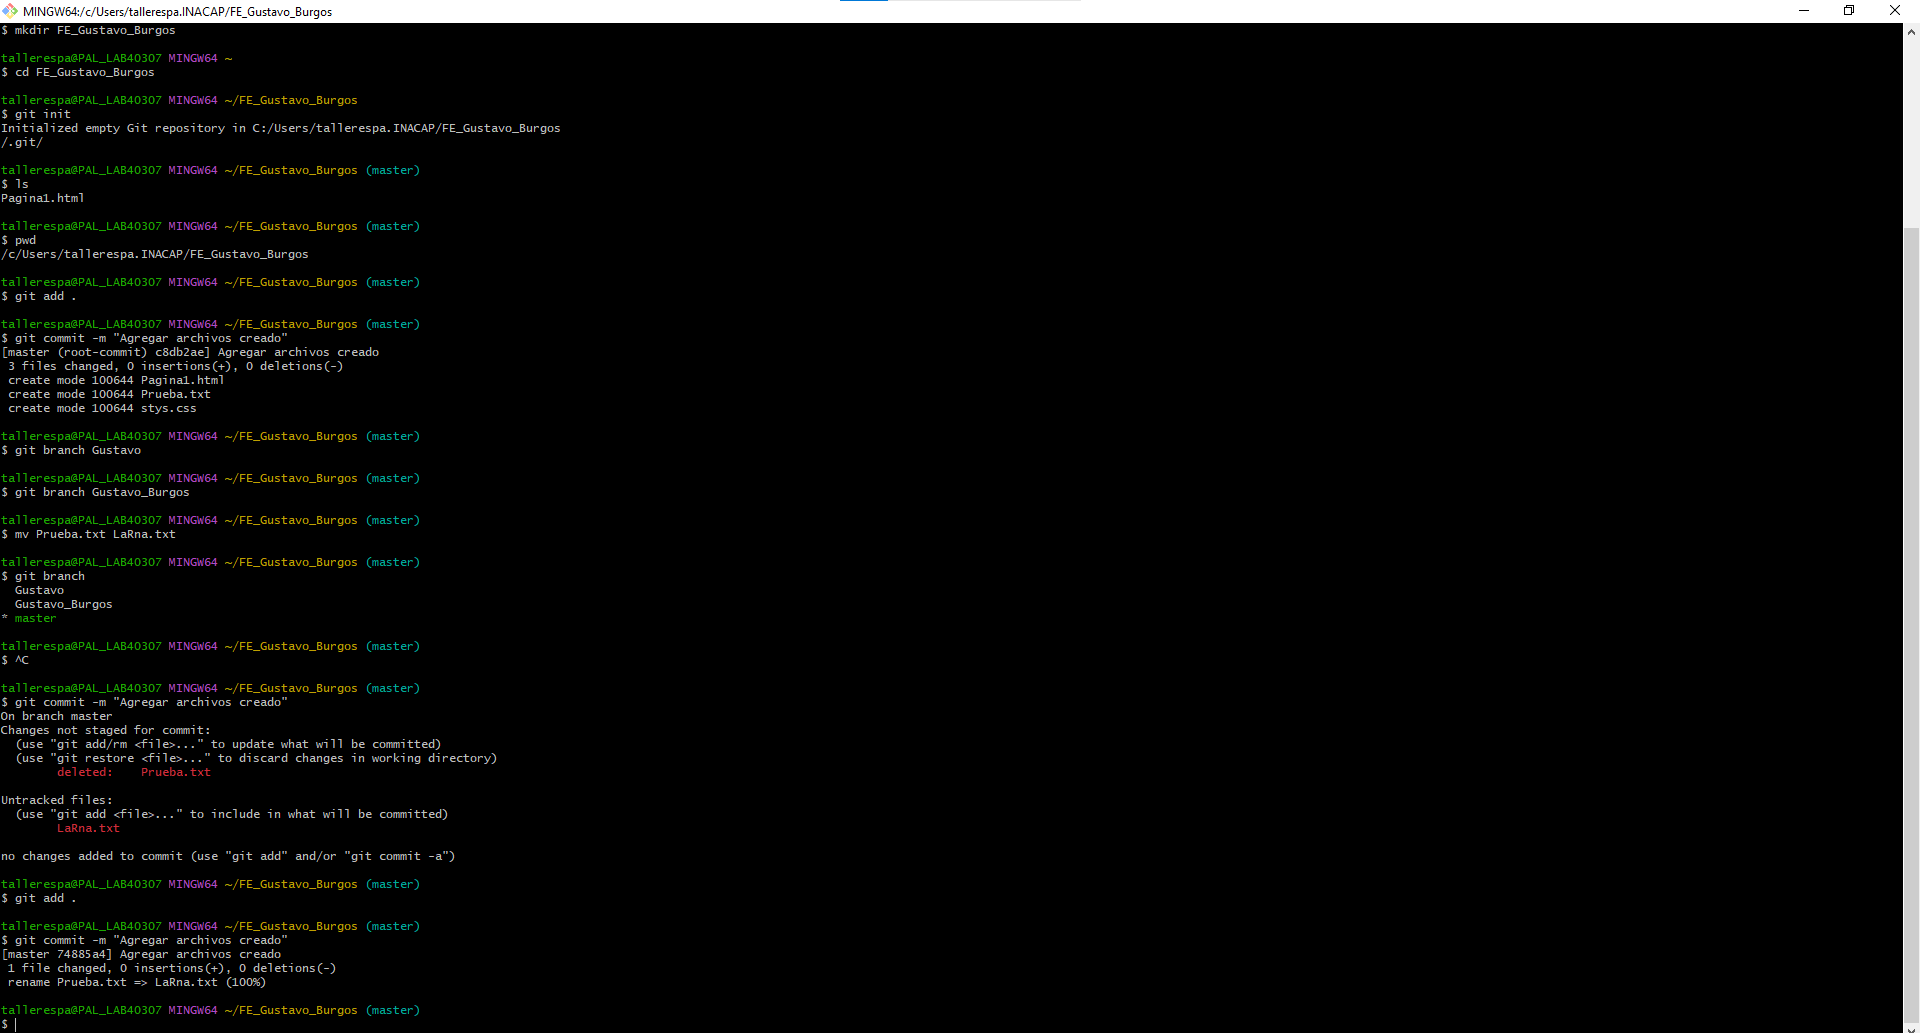 MINGW64:/c/Users/tallerespa.INACAP/FE_Gustavo_Burgos
$ mkdir FE_Gustavo_Burgos
tallerespa@PAL_LAB40307 MINGW64 ~
$ cd FE_Gustavo_Burgos
tallerespa@PAL_LAB40307 MINGW64 ~/FE_Gustavo_Burgos
$ git init
Initialized empty Git repository in C:/Users/tallerespa.INACAP/FE_Gustavo_Burgos
/.git/
tallerespa@PAL_LAB40307 MINGW64 ~/FE_Gustavo_Burgos (master)
$ ls
Pagina1.html
tallerespa@PAL_LAB40307 MINGW64 ~/FE_Gustavo_Burgos (master)
$ pwd
/c/Users/tallerespa.INACAP/FE_Gustavo_Burgos
tallerespa@PAL_LAB40307 MINGW64 ~/FE_Gustavo_Burgos (master)
$ git add .
tallerespa@PAL_LAB40307 MINGW64 ~/FE_Gustavo_Burgos (master)
$ git commit -m "Agregar archivos creado"
[master (root-commit) c8db2ae] Agregar archivos creado
 3 files changed, 0 insertions(+), 0 deletions(-)
 create mode 100644 Pagina1.html
 create mode 100644 Prueba.txt
 create mode 100644 stys.css
tallerespa@PAL_LAB40307 MINGW64 ~/FE_Gustavo_Burgos (master)
$ git branch Gustavo
tallerespa@PAL_LAB40307 MINGW64 ~/FE_Gustavo_Burgos (master)
$ git branch Gustavo_Burgos
tallerespa@PAL_LAB40307 MINGW64 ~/FE_Gustavo_Burgos (master)
$ mv Prueba.txt LaRna.txt
tallerespa@PAL_LAB40307 MINGW64 ~/FE_Gustavo_Burgos (master)
$ git branch
  Gustavo
  Gustavo_Burgos
* master
tallerespa@PAL_LAB40307 MINGW64 ~/FE_Gustavo_Burgos (master)
$ ^C
tallerespa@PAL_LAB40307 MINGW64 ~/FE_Gustavo_Burgos (master)
$ git commit -m "Agregar archivos creado"
On branch master
Changes not staged for commit:
  (use "git add/rm <file>..." to update what will be committed)
  (use "git restore <file>..." to discard changes in working directory)
        deleted:    Prueba.txt
Untracked files:
  (use "git add <file>..." to include in what will be committed)
        LaRna.txt
no changes added to commit (use "git add" and/or "git commit -a")
tallerespa@PAL_LAB40307 MINGW64 ~/FE_Gustavo_Burgos (master)
$ git add .
tallerespa@PAL_LAB40307 MINGW64 ~/FE_Gustavo_Burgos (master)
$ git commit -m "Agregar archivos creado"
[master 74885a4] Agregar archivos creado
 1 file changed, 0 insertions(+), 0 deletions(-)
 rename Prueba.txt => LaRna.txt (100%)
tallerespa@PAL_LAB40307 MINGW64 ~/FE_Gustavo_Burgos (master)
$